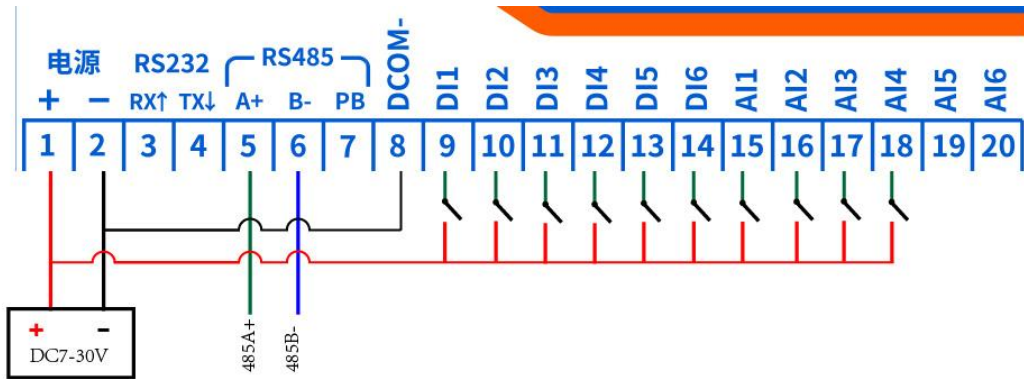 电源 RS232 RS485 DCOM- DI1 DI2 DI3 DI4 DI5 DI6 AI1 AI2 AI3 AI4 AI5 AI6
+ − RX↑ TX↓ A+ B- PB
1 2 3 4 5 6 7 8 9 10 11 12 13 14 15 16 17 18 19 20
+ -
DC7-30V
485A+
485B-